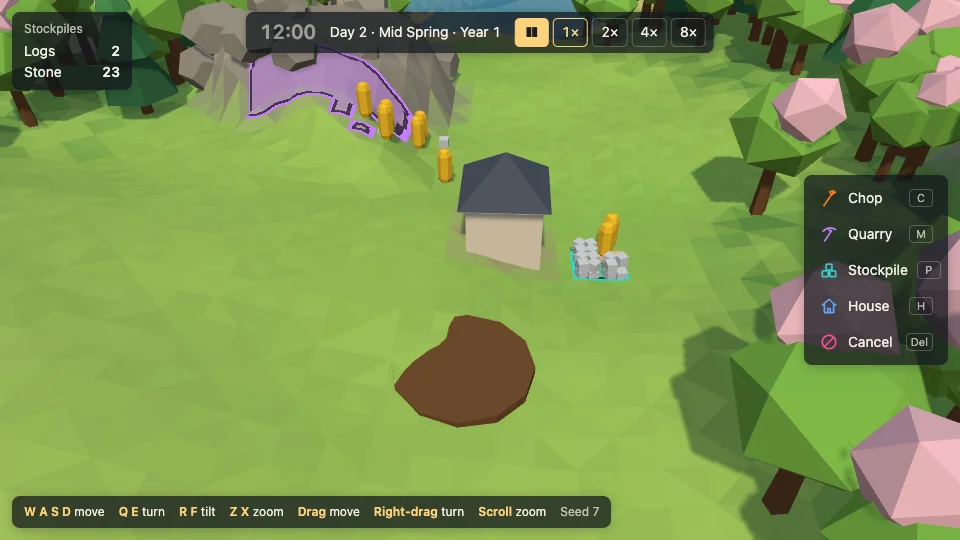 Stockpiles
Logs 2
Stone 23
12:00 Day 2 · Mid Spring · Year 1 1× 2× 4× 8×
Chop C
Quarry M
Stockpile P
House H
Cancel Del
W A S D move Q E turn R F tilt Z X zoom Drag move Right-drag turn Scroll zoom Seed 7